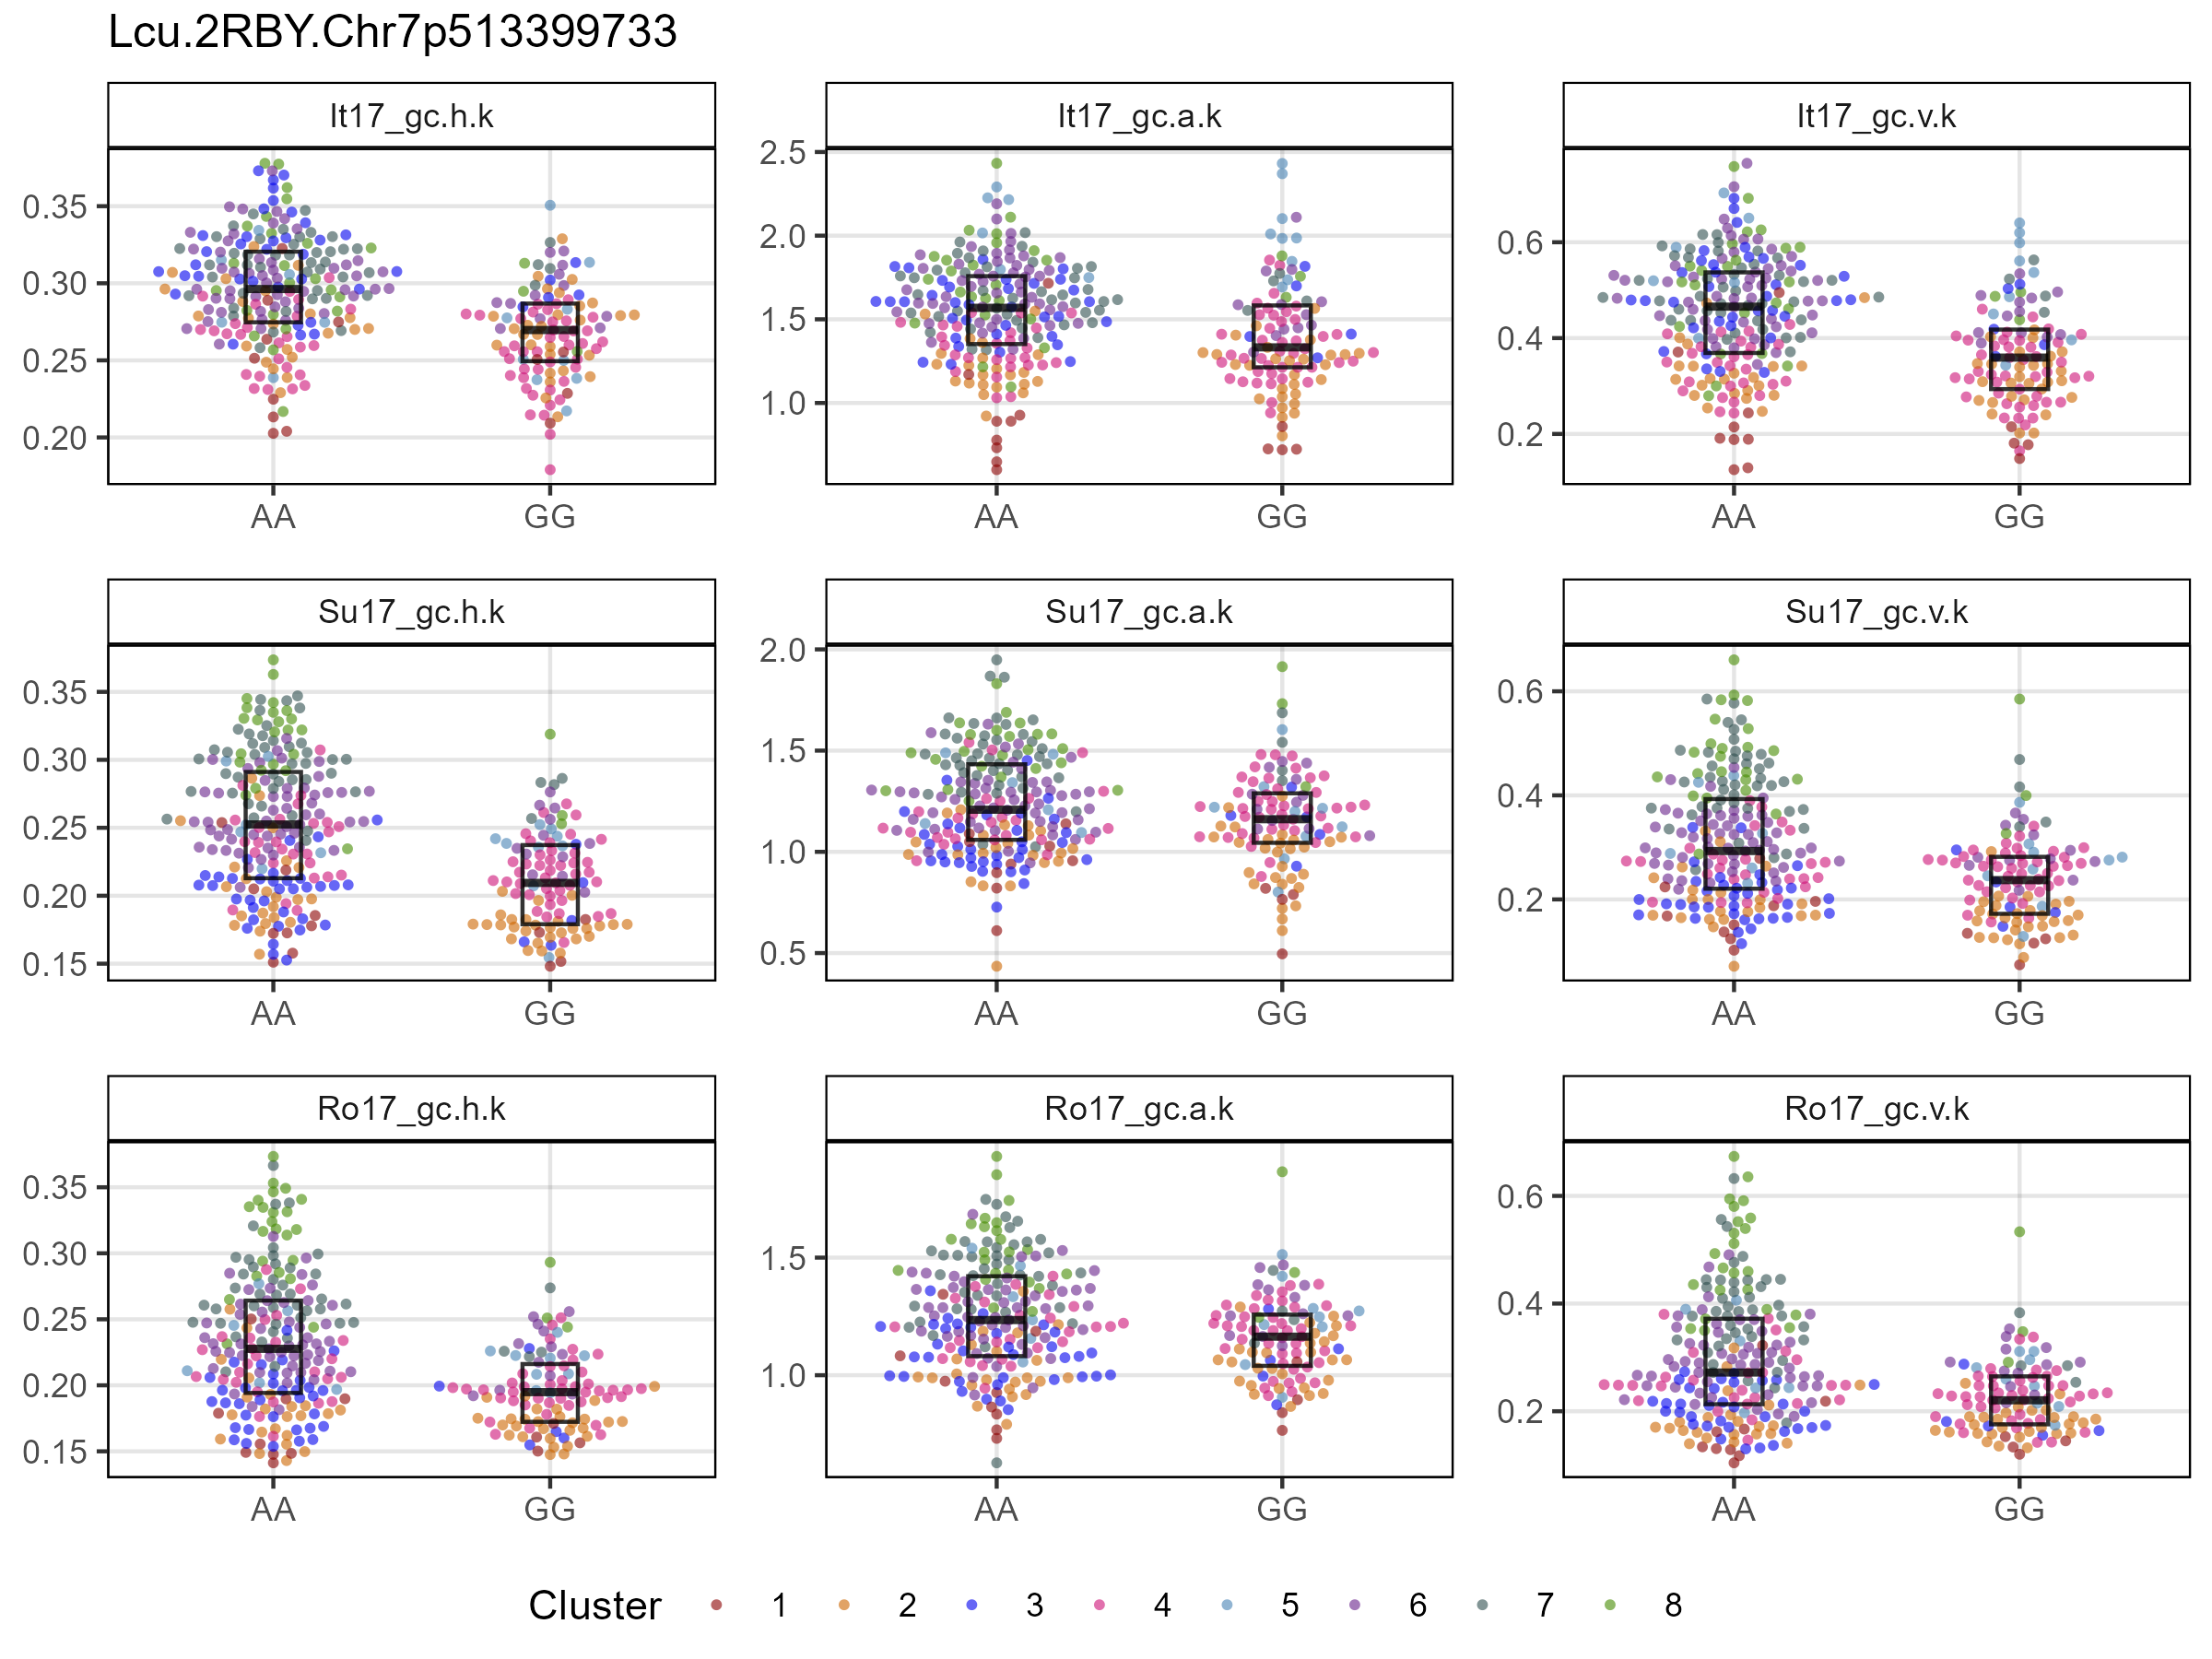 Lcu.2RBY.Chr7p513399733
It17_gc.h.k
It17_gc.a.k
It17_gc.v.k
0.35
0.30
0.25
0.20
AA
GG
2.5
2.0
1.5
1.0
AA
GG
0.6
0.4
0.2
AA
GG
Su17_gc.h.k
Su17_gc.a.k
Su17_gc.v.k
0.35
0.30
0.25
0.20
0.15
AA
GG
2.0
1.5
1.0
0.5
AA
GG
0.6
0.4
0.2
AA
GG
Ro17_gc.h.k
Ro17_gc.a.k
Ro17_gc.v.k
0.35
0.30
0.25
0.20
0.15
AA
GG
1.5
1.0
AA
GG
0.6
0.4
0.2
AA
GG
Cluster 1 2 3 4 5 6 7 8